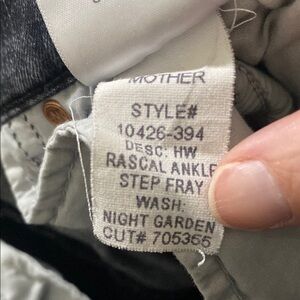 MOTHER
STYLE#
10426-394
DESC: HW
RASCAL ANKLE
STEP FRAY
WASH:
NIGHT GARDEN
CUT# 705365